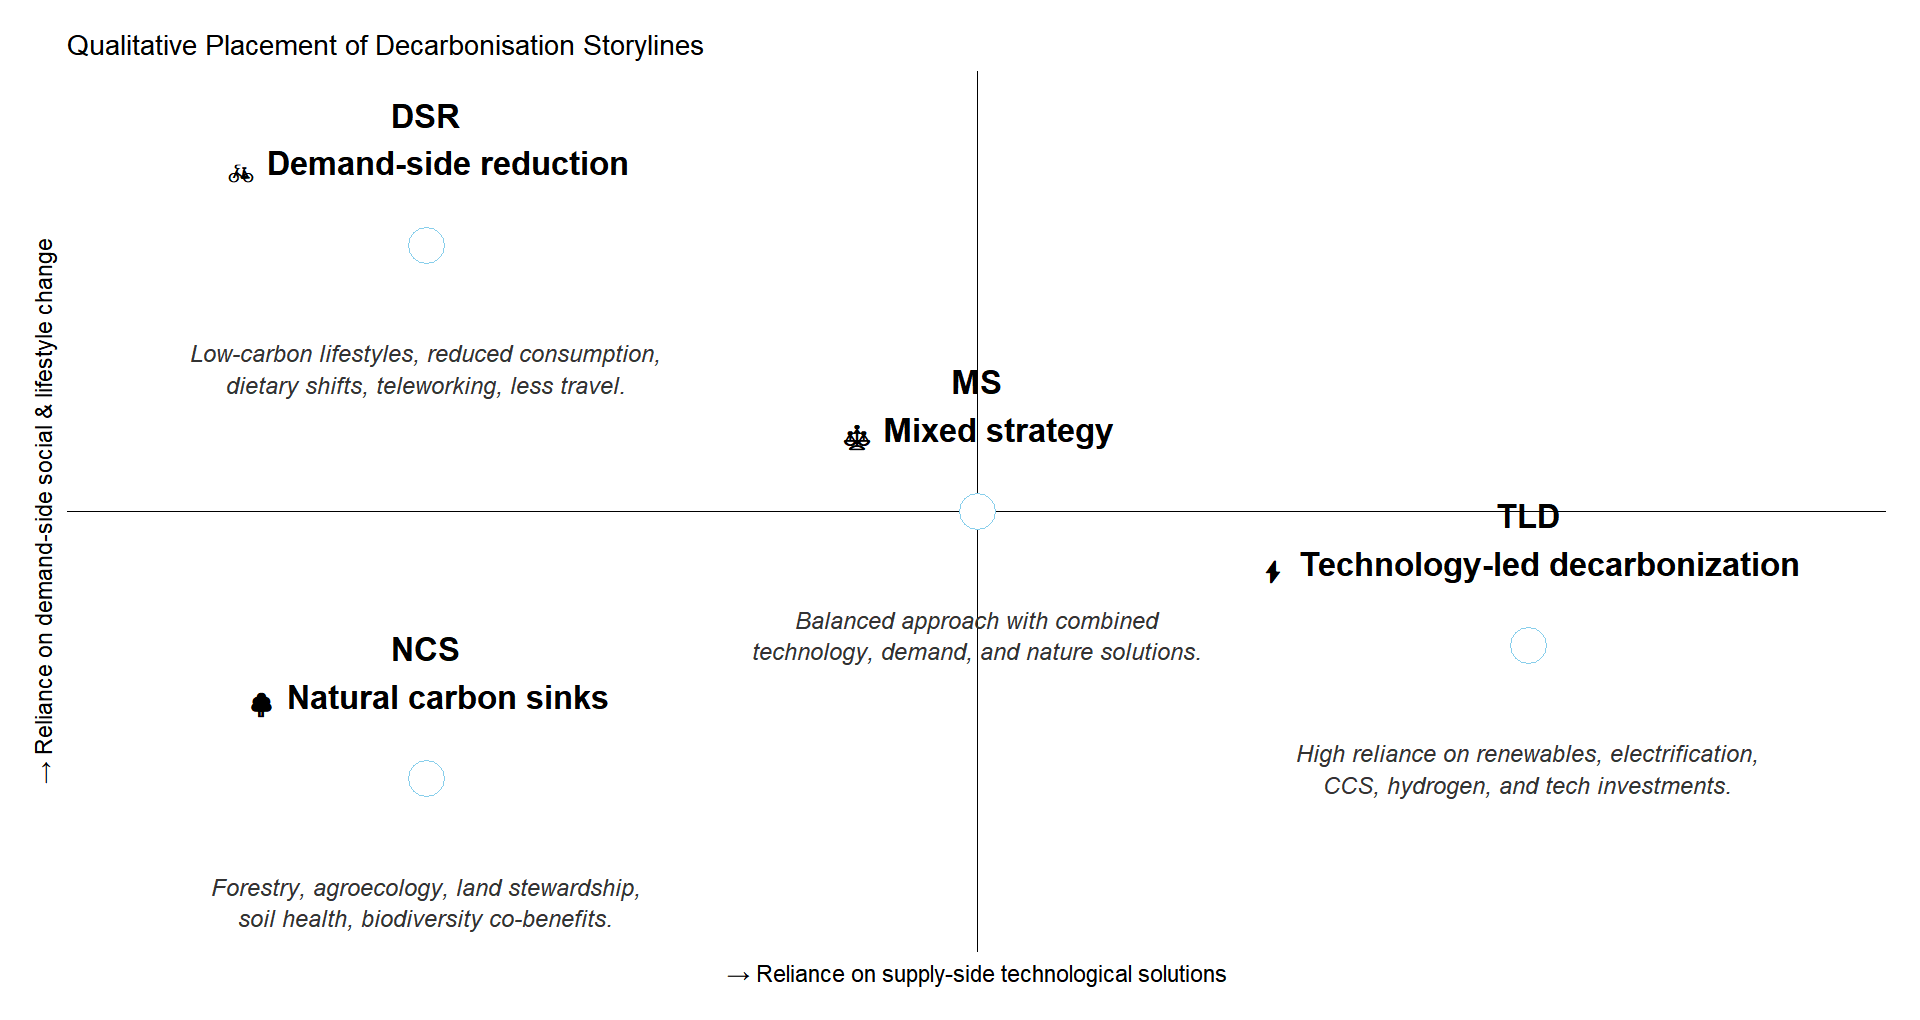 Qualitative Placement of Decarbonisation Storylines
DSR
Demand-side reduction
Low-carbon lifestyles, reduced consumption,
dietary shifts, teleworking, less travel.
MS
Mixed strategy
Balanced approach with combined
technology, demand, and nature solutions.
TLD
Technology-led decarbonization
High reliance on renewables, electrification,
CCS, hydrogen, and tech investments.
NCS
Natural carbon sinks
Forestry, agroecology, land stewardship,
soil health, biodiversity co-benefits.
→ Reliance on demand-side social & lifestyle change
→ Reliance on supply-side technological solutions